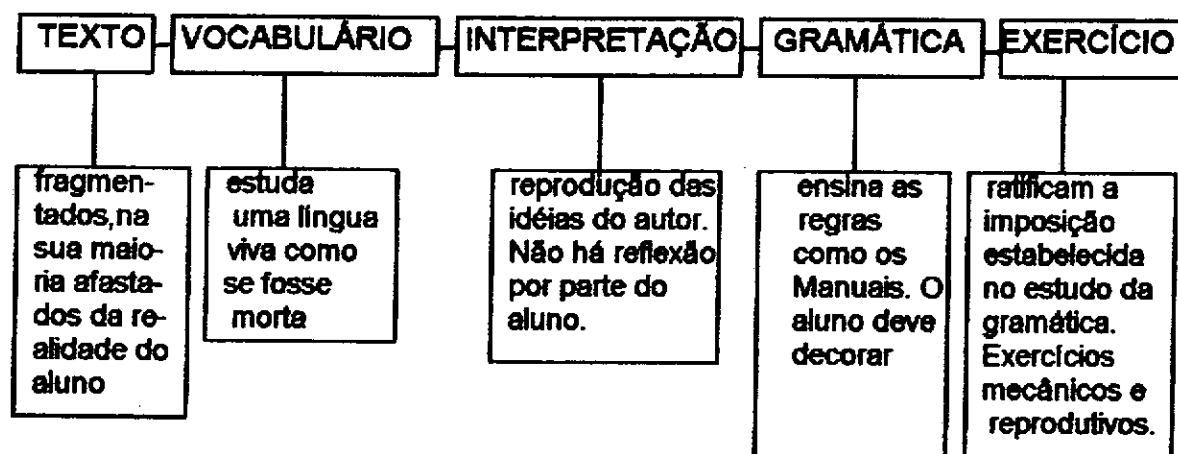 TEXTO VOCABULÁRIO INTERPRETAÇÃO GRAMÁTICA EXERCÍCIO
fragmen-
tados,na
sua maio-
ria afasta-
dos da re-
alidade do
aluno
estuda
uma língua
viva como
se fosse
morta
reprodução das
idéias do autor.
Não há reflexão
por parte do
aluno.
ensina as
regras
como os
Manuais. O
aluno deve
decorar
ratificam a
imposição
estabelecida
no estudo da
gramática.
Exercícios
mecânicos e
reprodutivos.